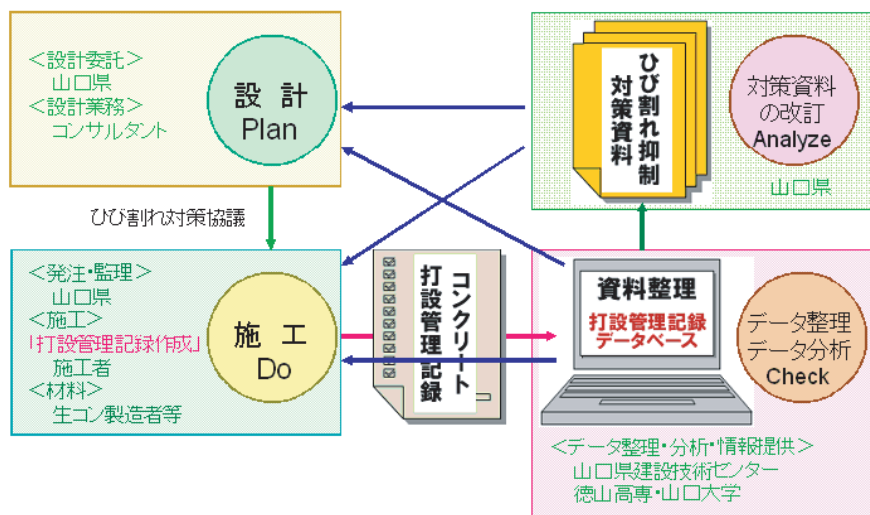 <設計委託>
山口県
<設計業務>
コンサルタント
設 計
Plan
ひび割れ抑制
対策資料
対策資料
の改訂
Analyze
山口県
ひび割れ対策協議
<発注・監理>
山口県
<施工>
「打設管理記録作成」
施工者
<材料>
生コン製造者等
施 工
Do
コンクリート
打設管理記録
資料整理
打設管理記録
データベース
データ整理
データ分析
Check
<データ整理・分析・情報提供>
山口県建設技術センター
徳山高専・山口大学